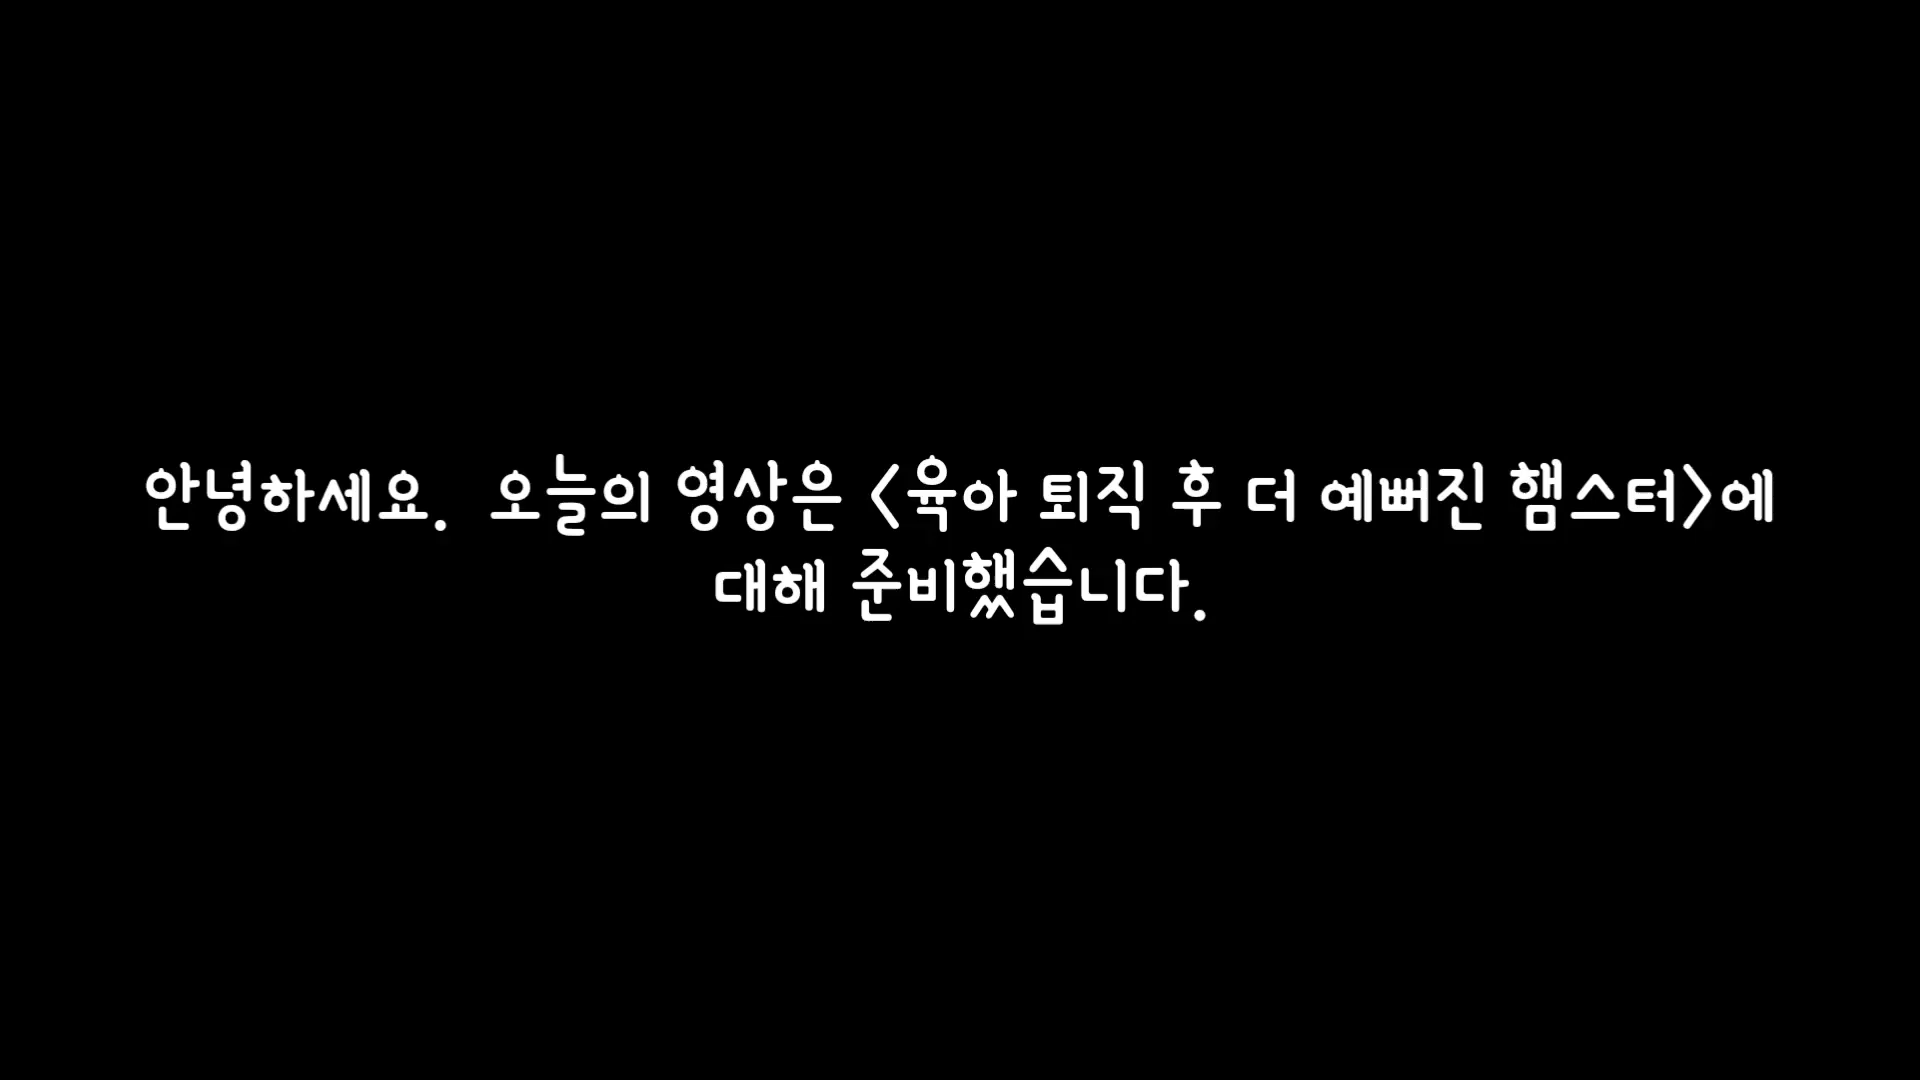 안녕하세요. 오늘의 영상은 <육아 퇴직 후 더 예뻐진 햄스터>에
대해 준비했습니다.